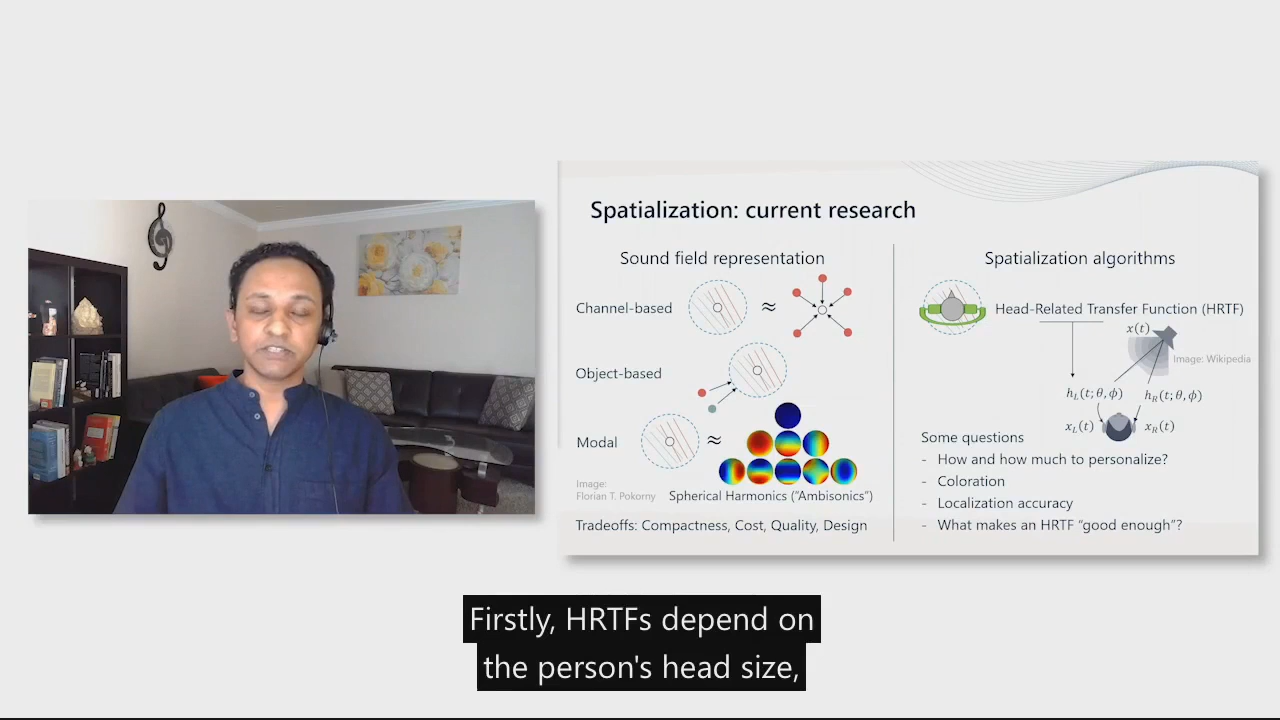 Spatialization: current research
Sound field representation
Channel-based
≈
Object-based
Modal
≈
Image:
Florian T. Pokorny
Spherical Harmonics ("Ambisonics")
Tradeoffs: Compactness, Cost, Quality, Design
Spatialization algorithms
Head-Related Transfer Function (HRTF)
x(t)
Image: Wikipedia
h_L(t; θ, ϕ)
h_R(t; θ, ϕ)
x_L(t)
x_R(t)
Some questions
- How and how much to personalize?
- Coloration
- Localization accuracy
- What makes an HRTF "good enough"?
Firstly, HRTFs depend on
the person's head size,